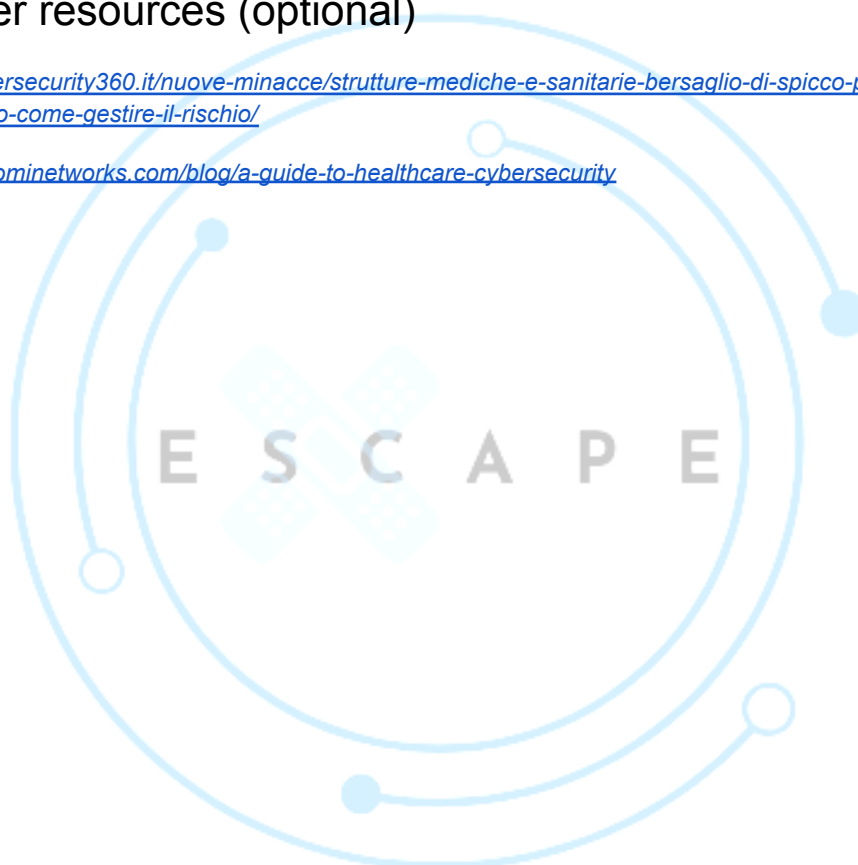 er resources (optional)
ersecurity360.it/nuove-minacce/strutture-mediche-e-sanitarie-bersaglio-di-spicco-p
o-come-gestire-il-rischio/
ominetworks.com/blog/a-guide-to-healthcare-cybersecurity
ESCAPE